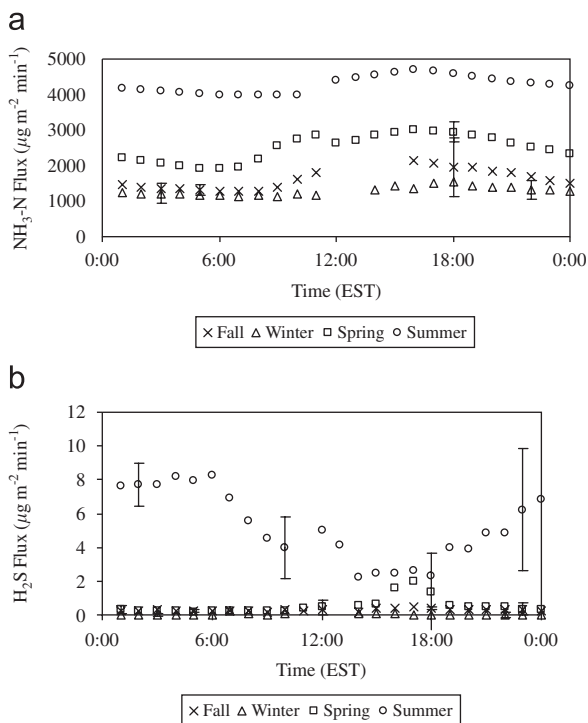 a
5000
4000
3000
2000
1000
0
NH₃-N Flux (µg m⁻² min⁻¹)
0:00 6:00 12:00 18:00 0:00
Time (EST)
× Fall △ Winter □ Spring ○ Summer
b
12
10
8
6
4
2
0
H₂S Flux (µg m⁻² min⁻¹)
0:00 6:00 12:00 18:00 0:00
Time (EST)
× Fall △ Winter □ Spring ○ Summer